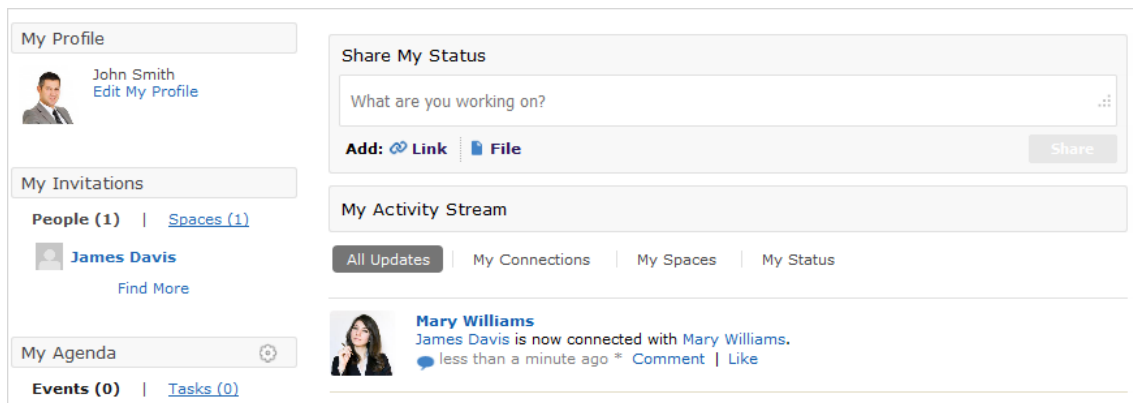 My Profile
John Smith
Edit My Profile
My Invitations
People (1) | Spaces (1)
James Davis
Find More
My Agenda
Events (0) | Tasks (0)
Share My Status
What are you working on?
Add: Link File
Share
My Activity Stream
All Updates | My Connections | My Spaces | My Status
Mary Williams
James Davis is now connected with Mary Williams.
less than a minute ago * Comment | Like